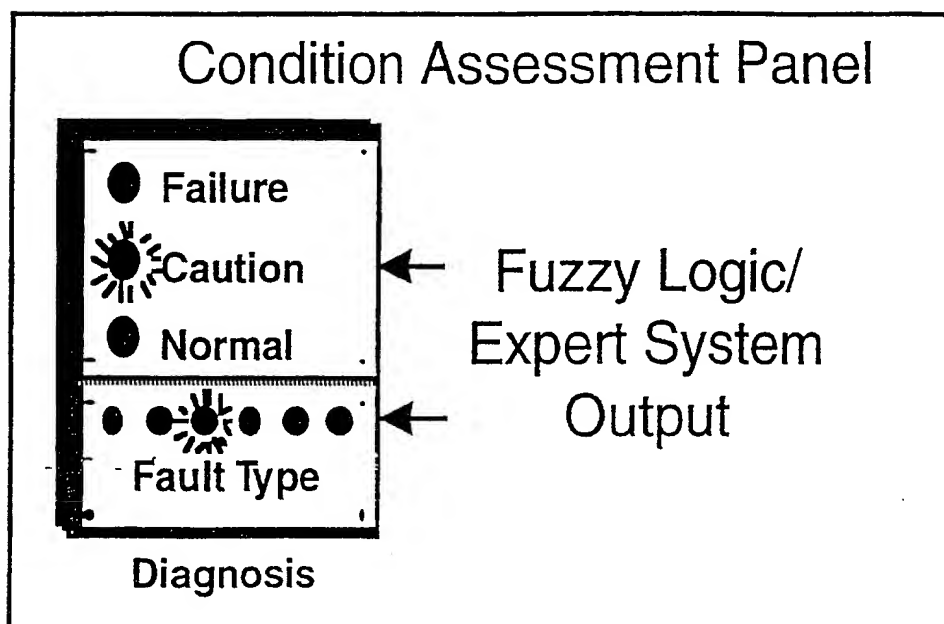 Condition Assessment Panel
Failure
Caution
Normal
Fault Type
Diagnosis
Fuzzy Logic/
Expert System
Output